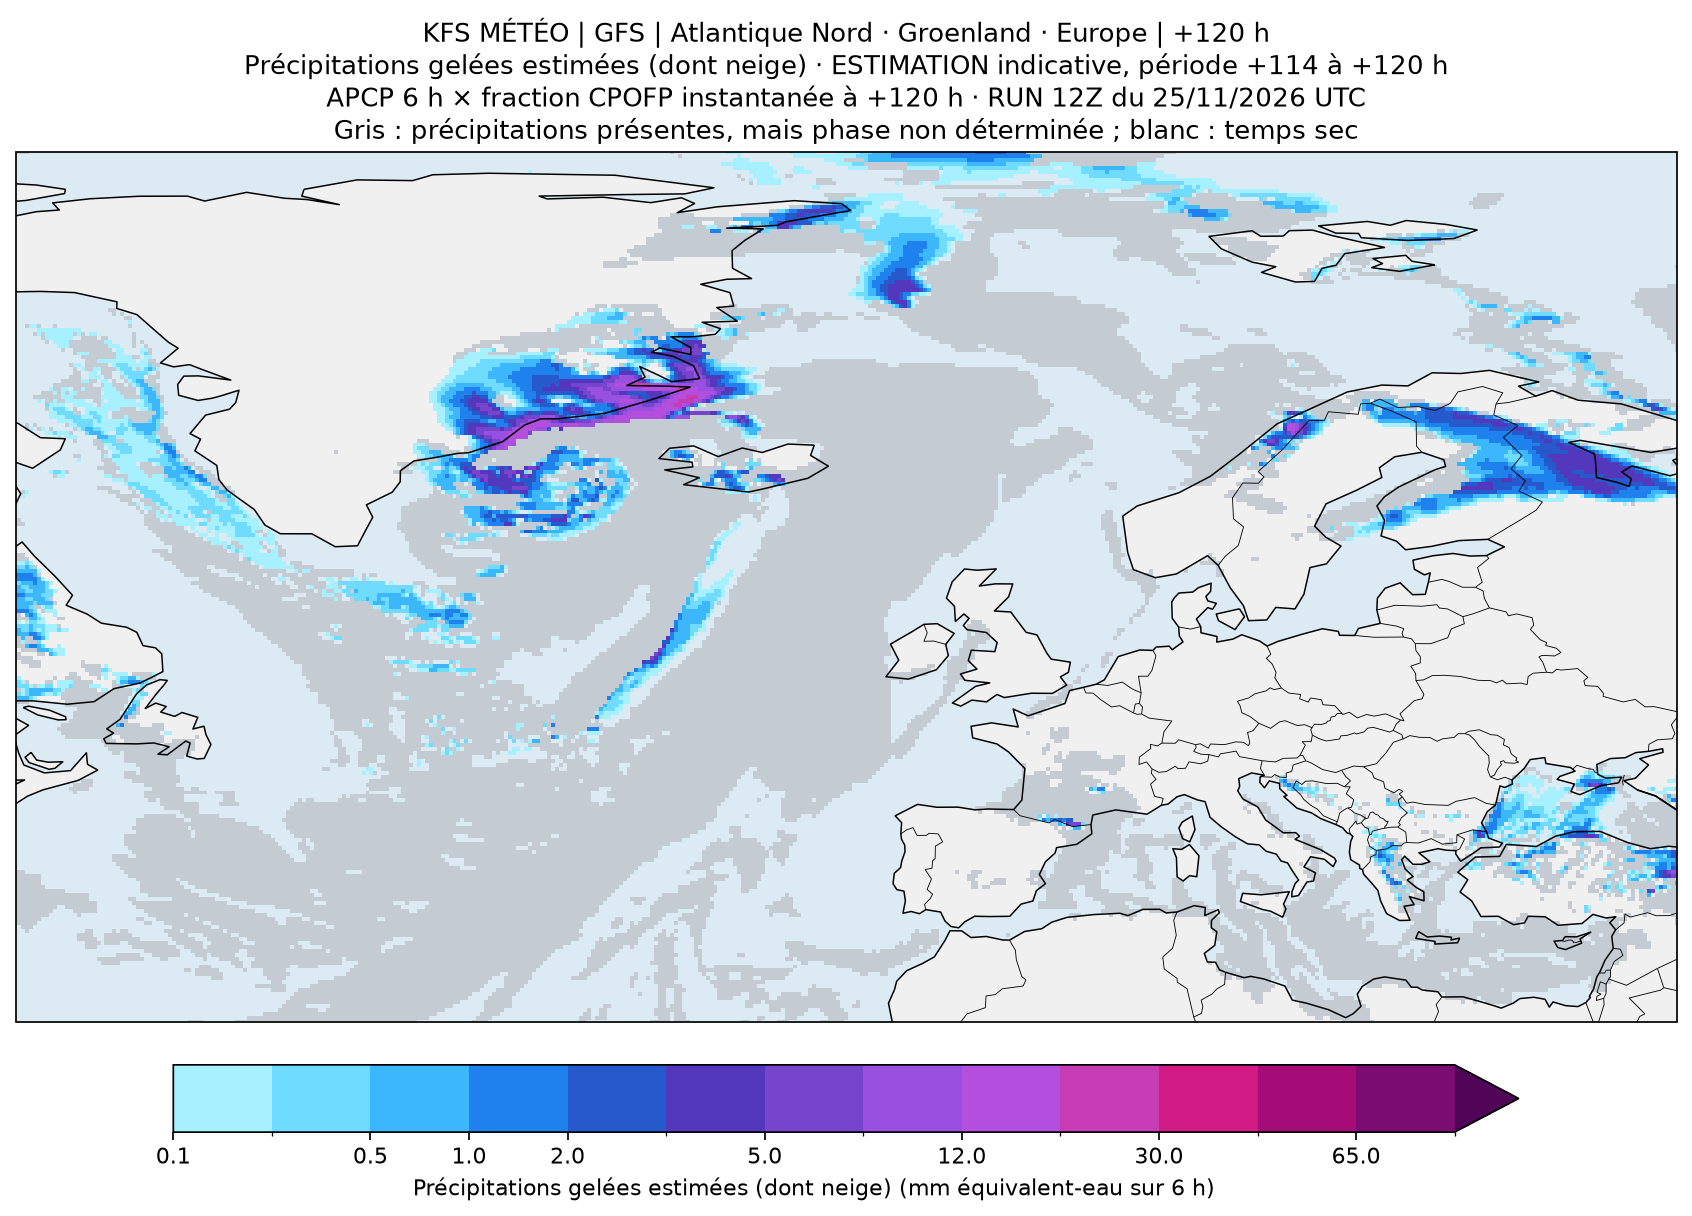 KFS MÉTÉO | GFS | Atlantique Nord · Groenland · Europe | +120 h
Précipitations gelées estimées (dont neige) · ESTIMATION indicative, période +114 à +120 h
APCP 6 h × fraction CPOFP instantanée à +120 h · RUN 12Z du 25/11/2026 UTC
Gris : précipitations présentes, mais phase non déterminée ; blanc : temps sec
0.1 0.5 1.0 2.0 5.0 12.0 30.0 65.0
Précipitations gelées estimées (dont neige) (mm équivalent-eau sur 6 h)